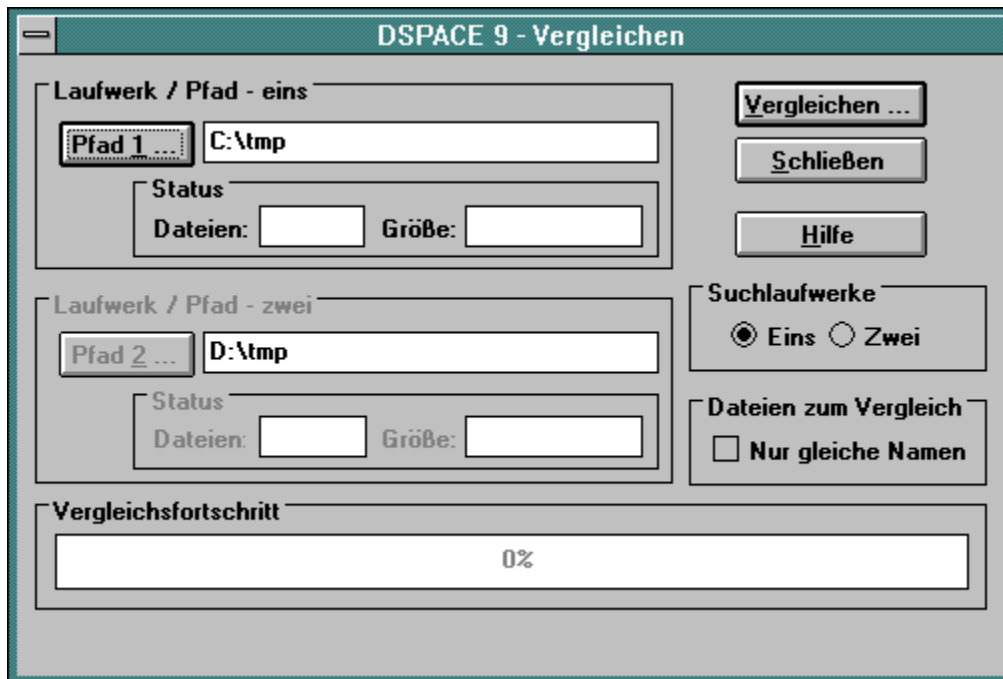 DSPACE 9 - Vergleichen
Laufwerk / Pfad - eins
Pfad 1 ... C:\tmp
Status
Dateien: Größe:
Laufwerk / Pfad - zwei
Pfad 2 ... D:\tmp
Status
Dateien: Größe:
Vergleichen ...
Schließen
Hilfe
Suchlaufwerke
Eins Zwei
Dateien zum Vergleich
Nur gleiche Namen
Vergleichsfortschritt
0%